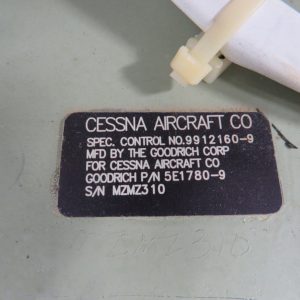 CESSNA AIRCRAFT CO
SPEC. CONTROL NO.9912160-9
MFD BY THE GOODRICH CORP
FOR CESSNA AIRCRAFT CO
GOODRICH P/N 5E1780-9
S/N MZMZ310